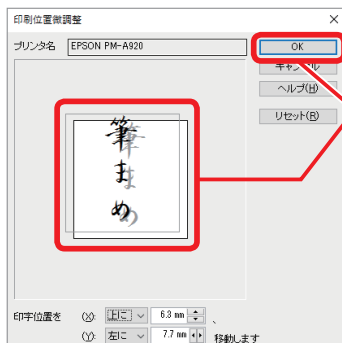 印刷位置微調整
プリンタ名 EPSON PM-A920
OK
キャンセル
ヘルプ(H)
リセット(R)
筆まめ
印字位置を (X): 上に 6.3 mm 、
(Y): 左に 7.7 mm 移動します